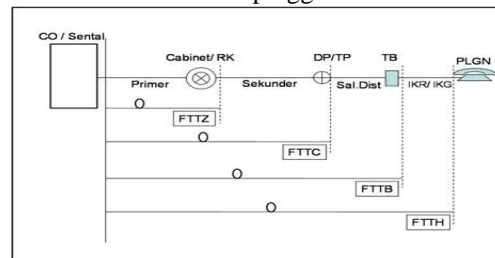 CO / Sental
Cabinet/ RK
DP/TP
TB
PLGN
Primer
Sekunder
Sal.Dist
IKR/ IKG
O
FTTZ
O
FTTC
O
FTTB
O
FTTH